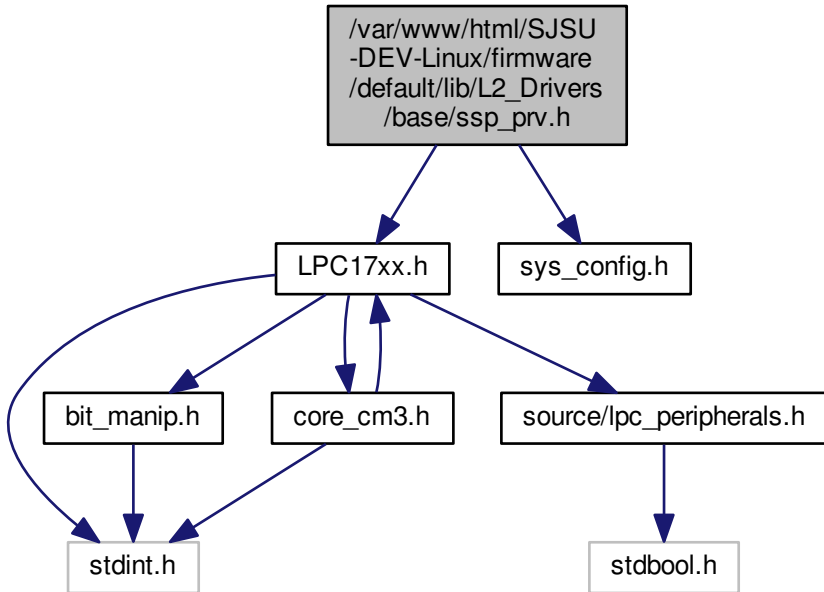 /var/www/html/SJSU
-DEV-Linux/firmware
/default/lib/L2_Drivers
/base/ssp_prv.h
LPC17xx.h
sys_config.h
bit_manip.h
core_cm3.h
source/lpc_peripherals.h
stdint.h
stdbool.h